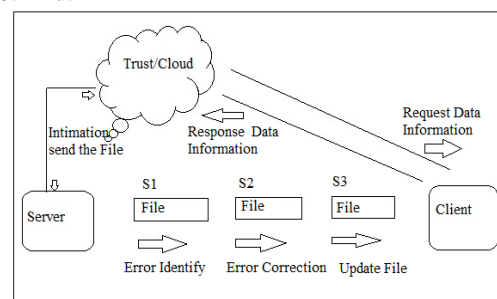 Trust/Cloud
Request Data
Information
Intimation
send the File
Response Data
Information
S1
S2
S3
File
File
File
Server
Client
Error Identify
Error Correction
Update File